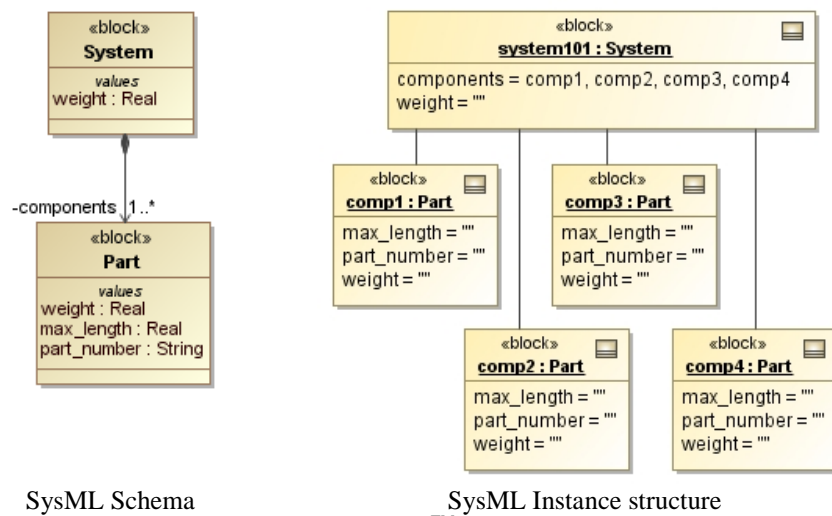 «block»
System
values
weight : Real
-components
1..*
«block»
Part
values
weight : Real
max_length : Real
part_number : String
«block»
system101 : System
components = comp1, comp2, comp3, comp4
weight = ""
«block»
comp1 : Part
max_length = ""
part_number = ""
weight = ""
«block»
comp3 : Part
max_length = ""
part_number = ""
weight = ""
«block»
comp2 : Part
max_length = ""
part_number = ""
weight = ""
«block»
comp4 : Part
max_length = ""
part_number = ""
weight = ""
SysML Schema
SysML Instance structure